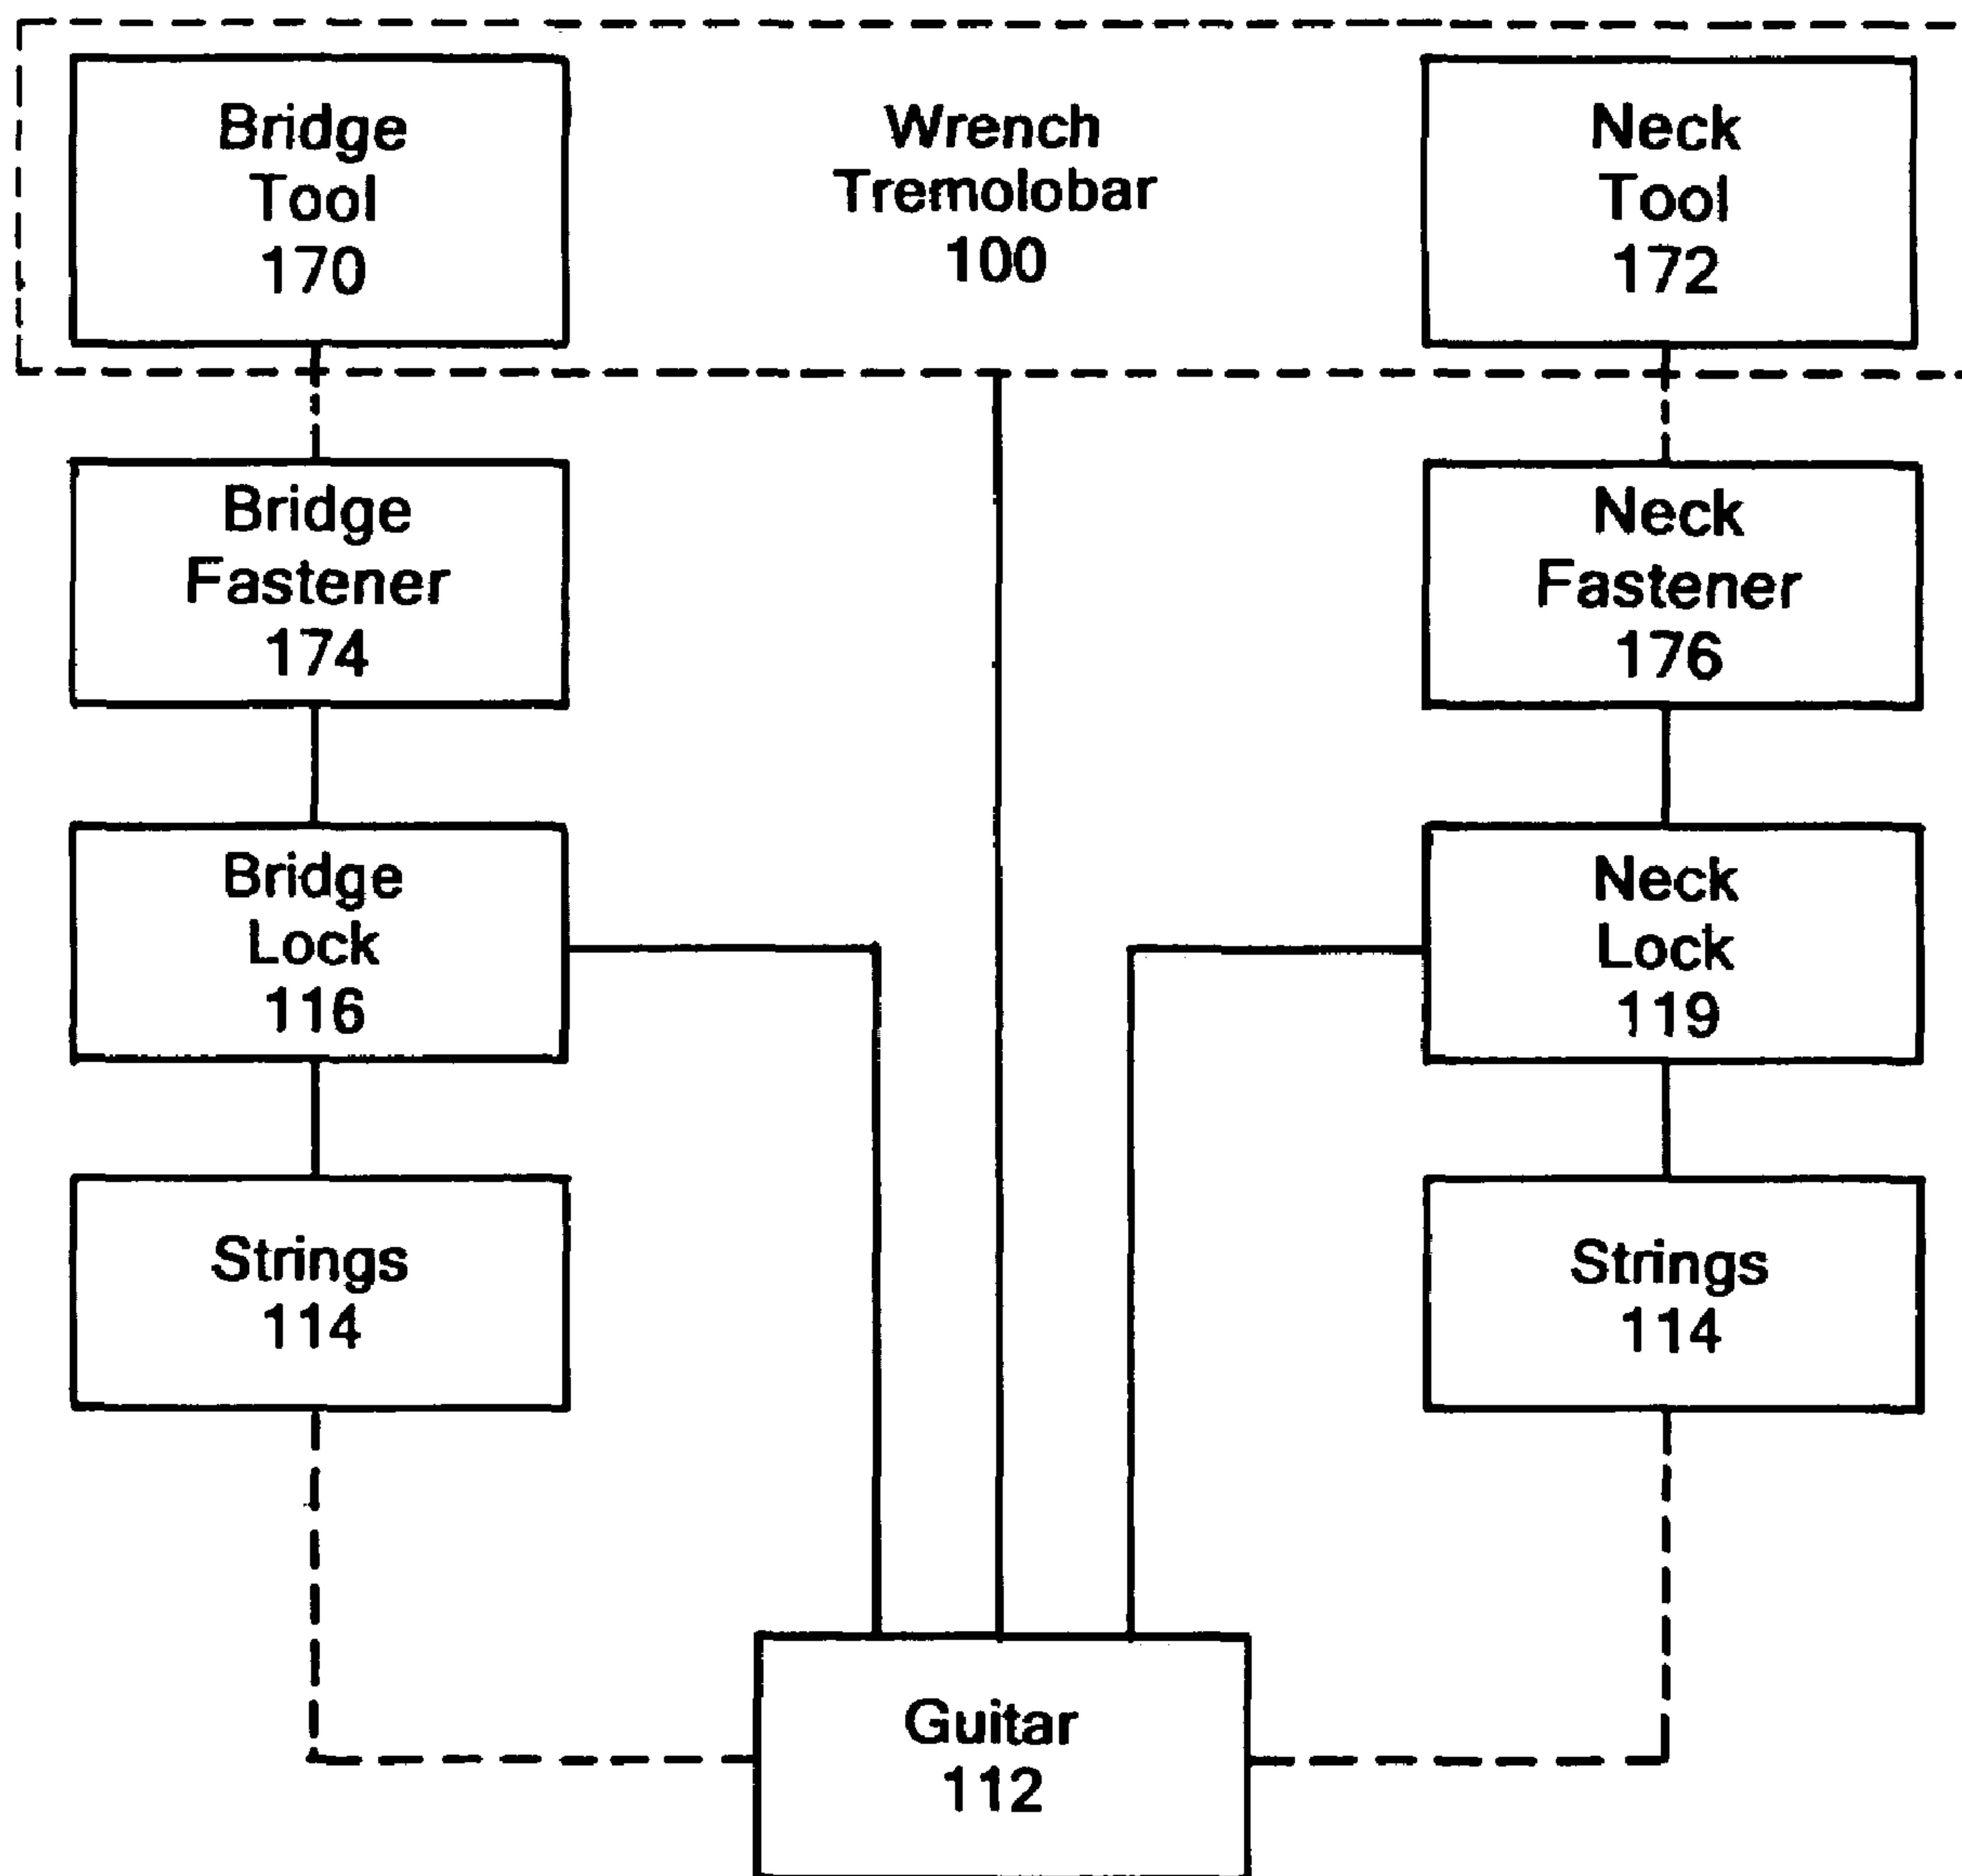 Bridge
Tool
170
Wrench
Tremolobar
100
Neck
Tool
172
Bridge
Fastener
174
Neck
Fastener
176
Bridge
Lock
116
Neck
Lock
119
Strings
114
Strings
114
Guitar
112